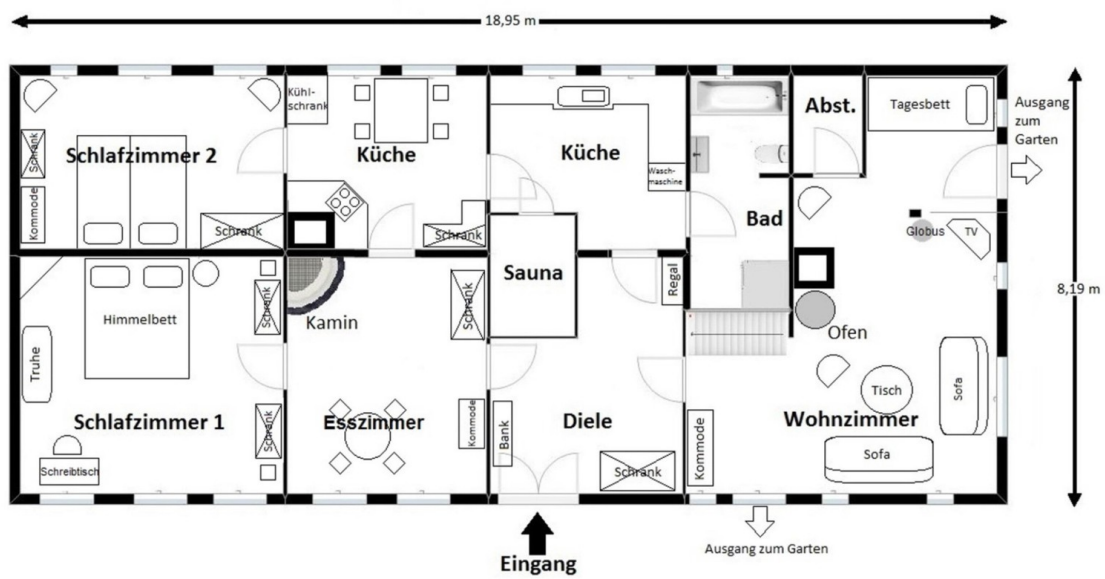 18,95 m
Kühl-
schrank
Abst.
Tagesbett
Ausgang
zum
Garten
Schrank
Schlafzimmer 2
Küche
Küche
Wasch-
maschine
Kommode
Schrank
Schrank
Bad
Globus
TV
Sauna
Regal
8,19 m
Himmelbett
Schrank
Kamin
Schrank
Ofen
Truhe
Tisch
Sofa
Schlafzimmer 1
Schrank
Esszimmer
Kommode
Bank
Diele
Wohnzimmer
Kommode
Sofa
Schreibtisch
Schrank
Eingang
Ausgang zum Garten